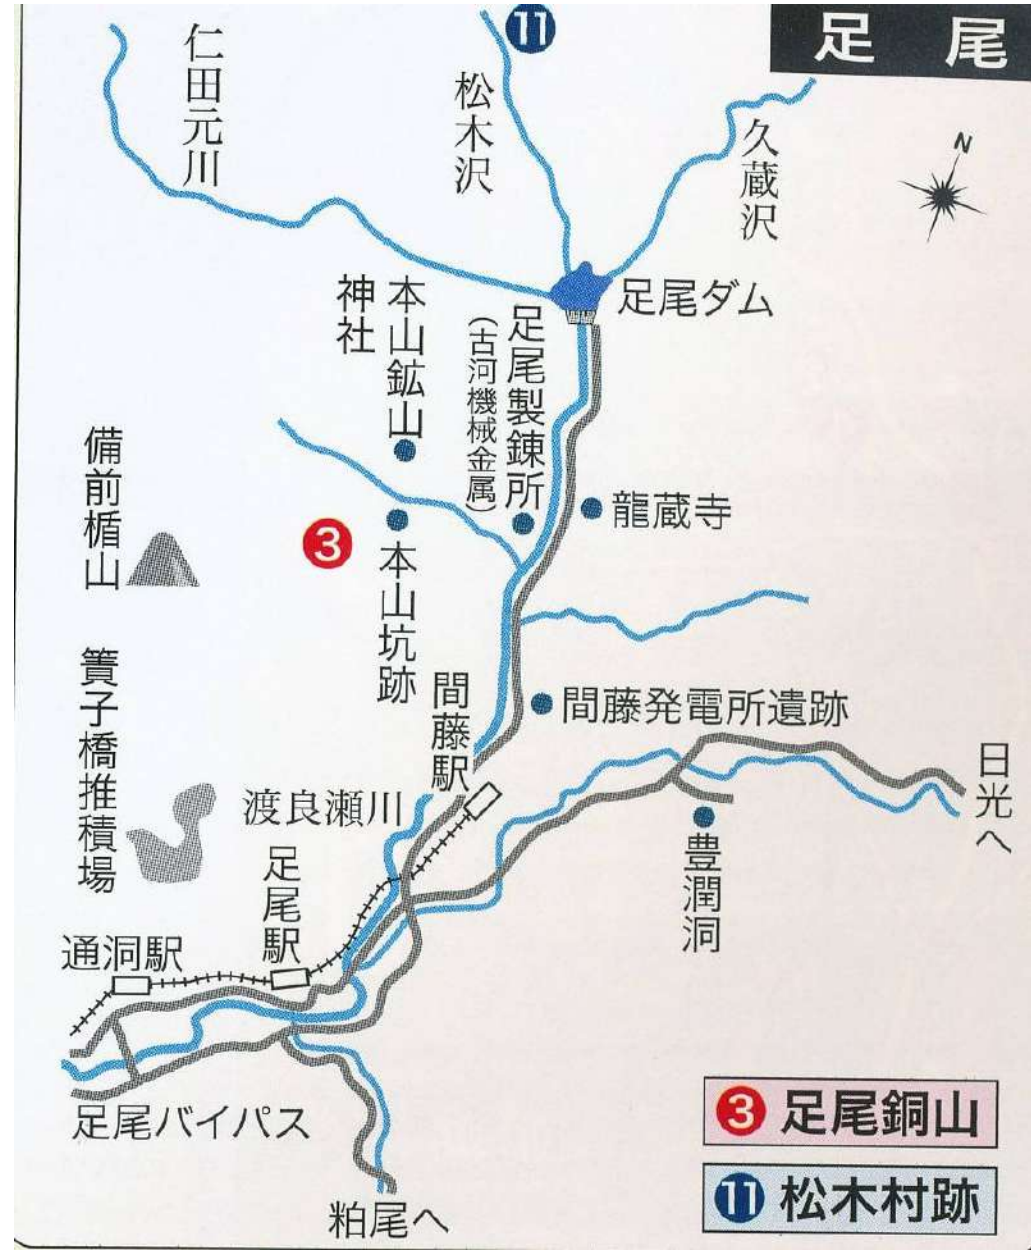 足尾
11
仁田元川
松木沢
久蔵沢
N
足尾ダム
本山鉱山
神社
足尾製錬所
(古河機械金属)
備前楯山
3
龍蔵寺
本山坑跡
簀子橋推積場
間藤駅
間藤発電所遺跡
日光へ
渡良瀬川
豊潤洞
足尾駅
通洞駅
足尾バイパス
粕尾へ
3 足尾銅山
11 松木村跡